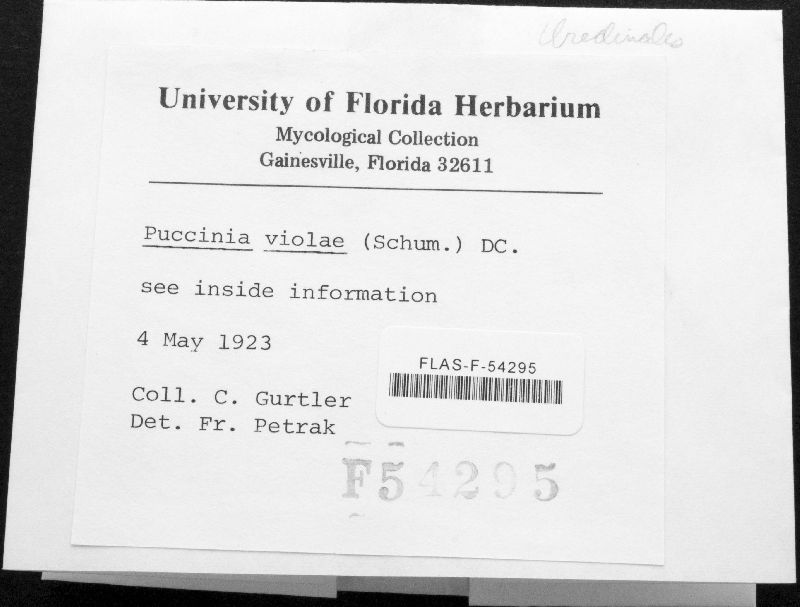 Uredinales
University of Florida Herbarium
Mycological Collection
Gainesville, Florida 32611
Puccinia violae (Schum.) DC.
see inside information
4 May 1923
FLAS-F-54295
Coll. C. Gurtler
Det. Fr. Petrak
F54295